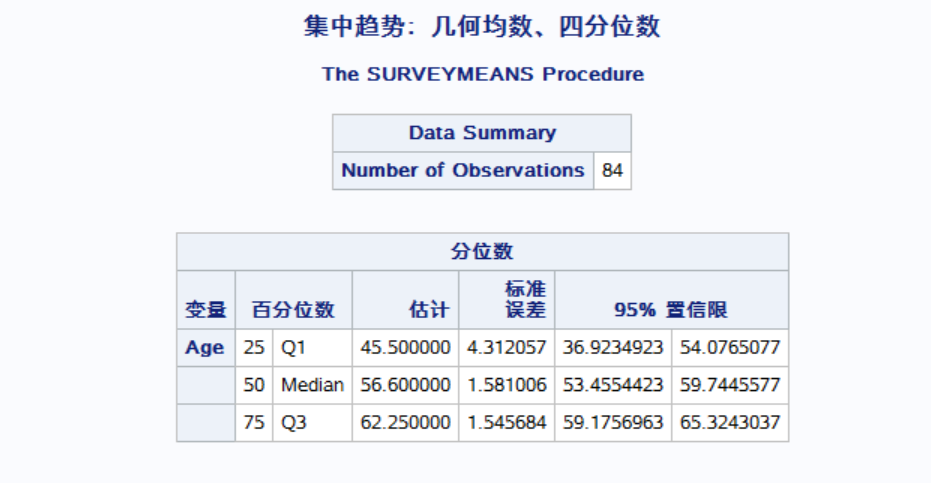 集中趋势：几何均数、四分位数
The SURVEYMEANS Procedure
Data Summary
Number of Observations 84
分位数
变量 百分位数 估计 标准误差 95% 置信限
Age 25 Q1 45.500000 4.312057 36.9234923 54.0765077
50 Median 56.600000 1.581006 53.4554423 59.7445577
75 Q3 62.250000 1.545684 59.1756963 65.3243037